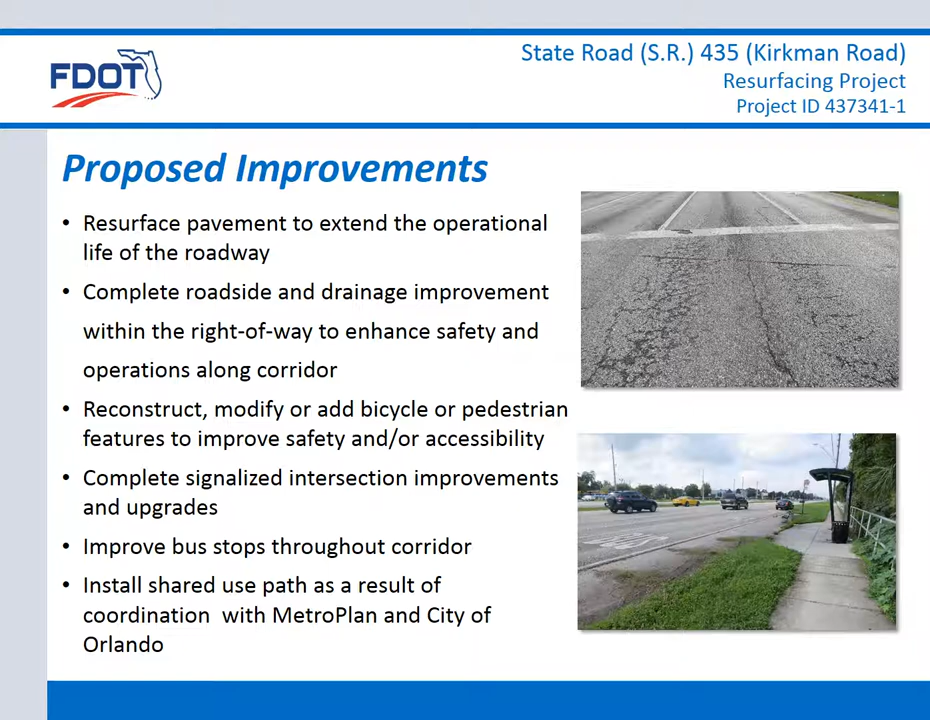 FDOT
State Road (S.R.) 435 (Kirkman Road)
Resurfacing Project
Project ID 437341-1
Proposed Improvements
• Resurface pavement to extend the operational
life of the roadway
• Complete roadside and drainage improvement
within the right-of-way to enhance safety and
operations along corridor
• Reconstruct, modify or add bicycle or pedestrian
features to improve safety and/or accessibility
• Complete signalized intersection improvements
and upgrades
• Improve bus stops throughout corridor
• Install shared use path as a result of
coordination  with MetroPlan and City of
Orlando